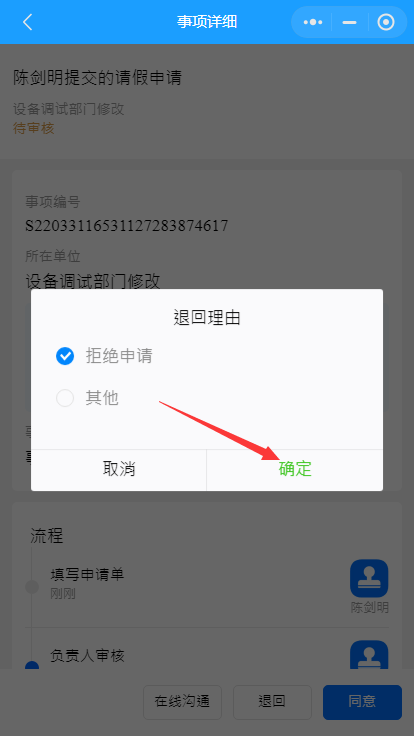 事项详细
陈剑明提交的请假申请
设备调试部门修改
待审核
事项编号
S22033116531127283874617
所在单位
设备调试部门修改
退回理由
拒绝申请
其他
取消
确定
流程
填写申请单
刚刚
陈剑明
负责人审核
在线沟通
退回
同意